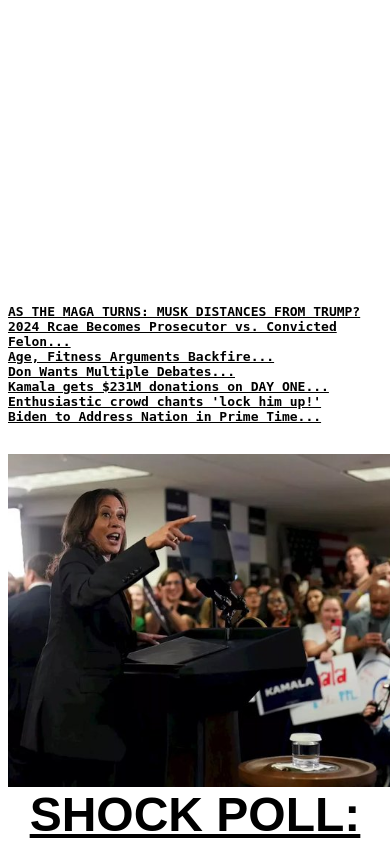 AS THE MAGA TURNS: MUSK DISTANCES FROM TRUMP?
2024 Rcae Becomes Prosecutor vs. Convicted
Felon...
Age, Fitness Arguments Backfire...
Don Wants Multiple Debates...
Kamala gets $231M donations on DAY ONE...
Enthusiastic crowd chants 'lock him up!'
Biden to Address Nation in Prime Time...
KAMALA
SHOCK POLL: